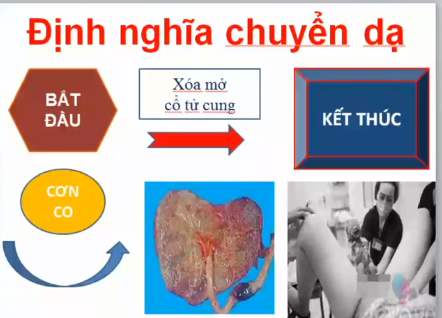 Định nghĩa chuyển dạ
BẮT
ĐẦU
Xóa mở
cổ tử cung
KẾT THÚC
CƠN
CO